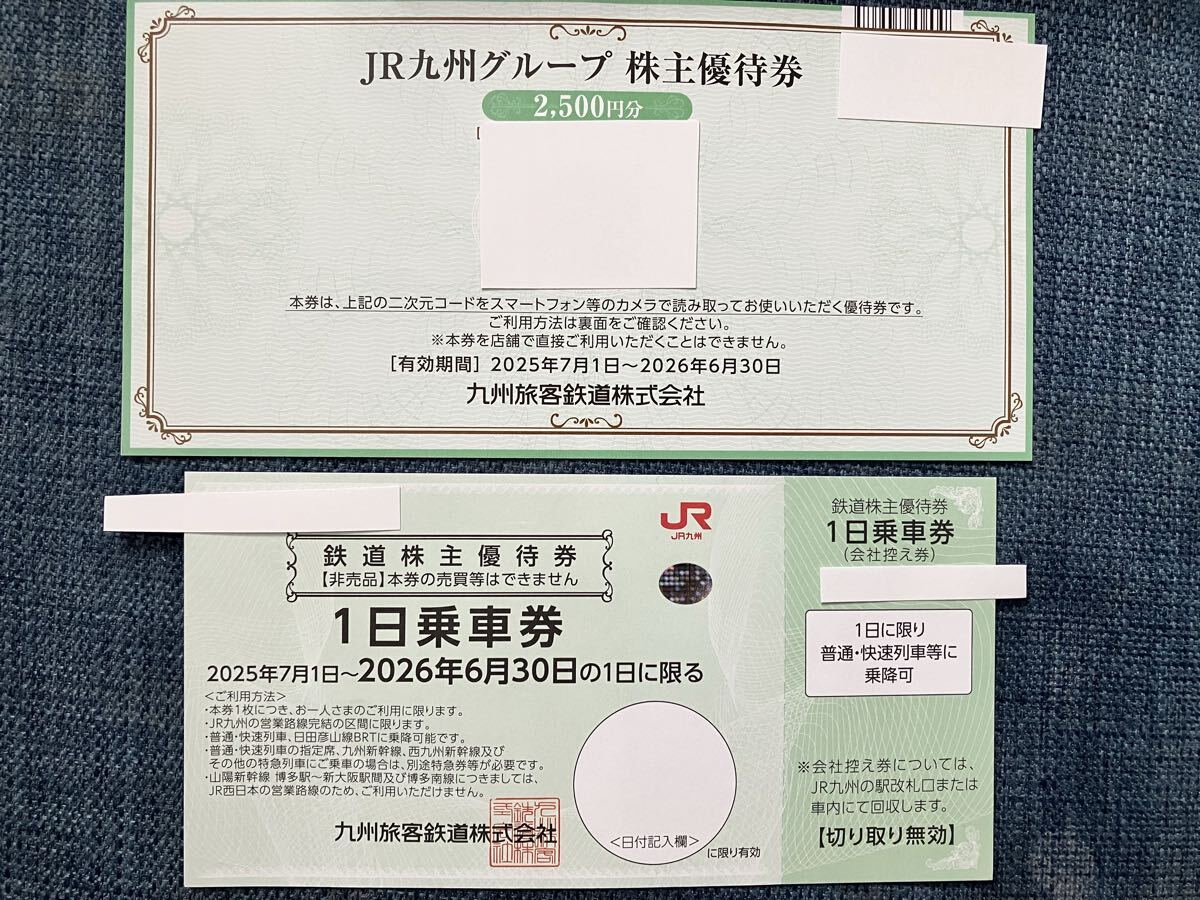 JR九州グループ 株主優待券
2,500円分
本券は、上記の二次元コードをスマートフォン等のカメラで読み取ってお使いいただく優待券です。
ご利用方法は裏面をご確認ください。
※本券を店舗で直接ご利用いただくことはできません。
[有効期間] 2025年7月1日～2026年6月30日
九州旅客鉄道株式会社
鉄道株主優待券
【非売品】本券の売買等はできません
JR
JR九州
1日乗車券
2025年7月1日～2026年6月30日の1日に限る
＜ご利用方法＞
・本券1枚につき、お一人さまのご利用に限ります。
・JR九州の営業路線完結の区間に限ります。
・普通・快速列車、日田彦山線BRTに乗降可能です。
・普通・快速列車の指定席、九州新幹線、西九州新幹線及び
その他の特急列車にご乗車の場合は、別途特急券等が必要です。
・山陽新幹線 博多駅～新大阪駅間及び博多南線につきましては、
JR西日本の営業路線のため、ご利用いただけません。
九州旅客鉄道株式会社
＜日付記入欄＞
に限り有効
鉄道株主優待券
1日乗車券
(会社控え券)
1日に限り
普通・快速列車等に
乗降可
※会社控え券については、
JR九州の駅改札口または
車内にて回収します。
【切り取り無効】